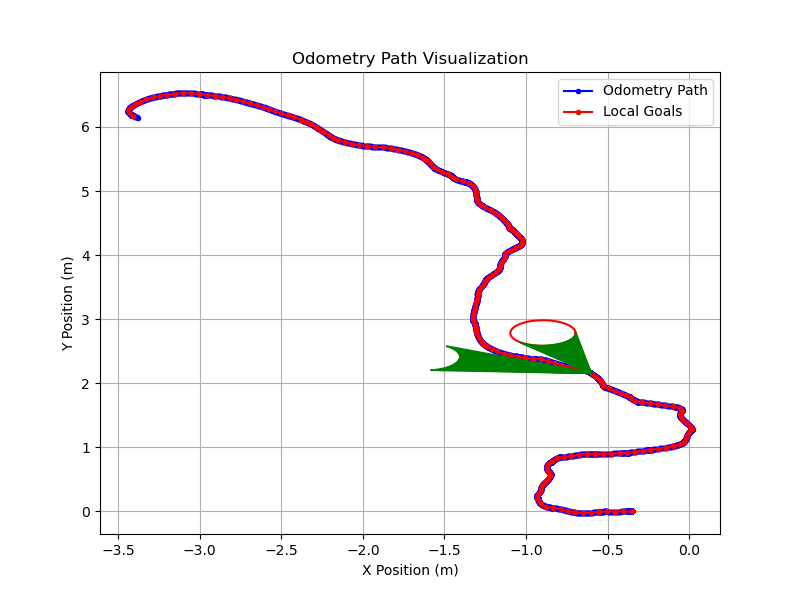 Odometry Path Visualization
Odometry Path
Local Goals
Y Position (m)
6
5
4
3
2
1
0
−3.5 −3.0 −2.5 −2.0 −1.5 −1.0 −0.5 0.0
X Position (m)